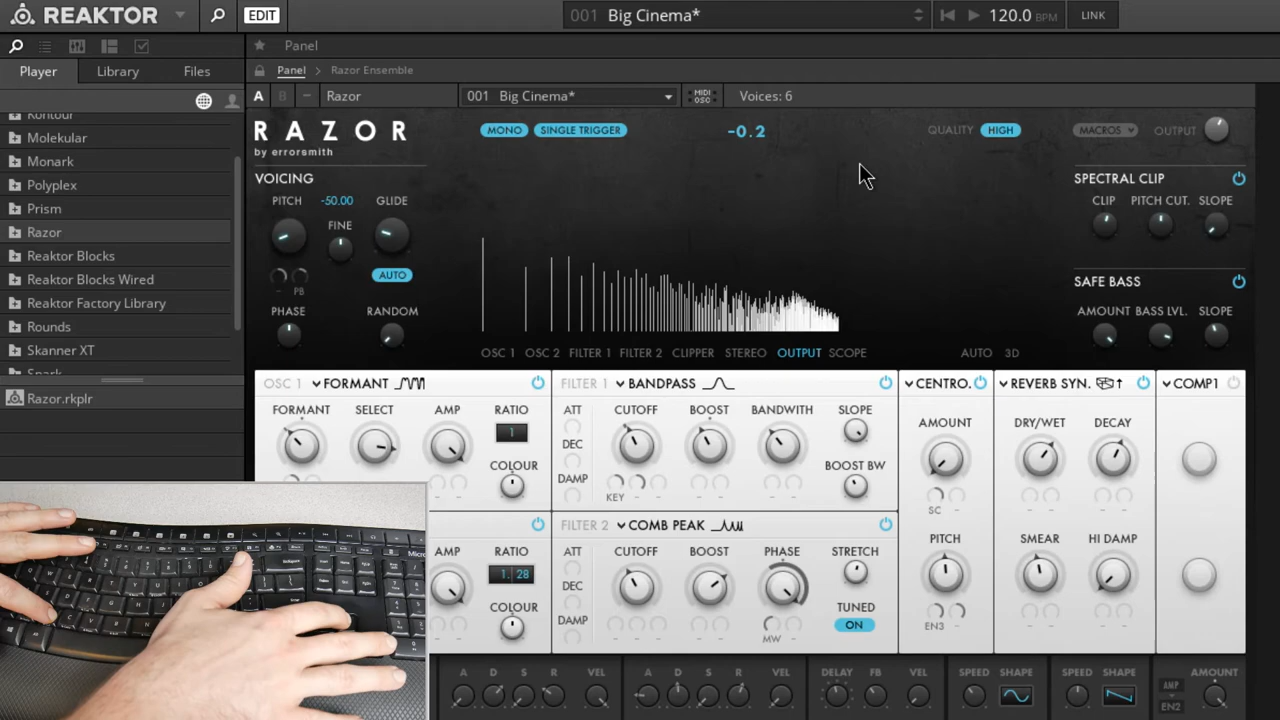 REAKTOR EDIT 001 Big Cinema* 120.0 BPM LINK
Panel
Player Library Files
Panel Razor Ensemble
A B Razor 001 Big Cinema* MIDI OSC Voices: 6
Kontour
Molekular
Monark
Polyplex
Prism
Razor
Reaktor Blocks
Reaktor Blocks Wired
Reaktor Factory Library
Rounds
Skanner XT
Spark
Razor.rkplr
RAZOR
by errorsmith
MONO SINGLE TRIGGER -0.2 QUALITY HIGH MACROS OUTPUT
VOICING
PITCH -50.00 GLIDE
FINE
AUTO
PB
PHASE RANDOM
SPECTRAL CLIP
CLIP PITCH CUT. SLOPE
SAFE BASS
AMOUNT BASS LVL. SLOPE
OSC 1 OSC 2 FILTER 1 FILTER 2 CLIPPER STEREO OUTPUT SCOPE AUTO 3D
OSC 1 FORMANT
FORMANT SELECT AMP RATIO
1
COLOUR
FILTER 1 BANDPASS
ATT CUTOFF BOOST BANDWITH SLOPE
DEC
DAMP BOOST BW
KEY
CENTRO.
AMOUNT
SC
PITCH
EN3
REVERB SYN.
DRY/WET DECAY
SMEAR HI DAMP
COMP1
AMP RATIO
1. 28
COLOUR
FILTER 2 COMB PEAK
ATT CUTOFF BOOST PHASE STRETCH
DEC
DAMP TUNED
ON
MW
A D S R VEL A D S R VEL DELAY FB VEL SPEED SHAPE SPEED SHAPE AMP AMOUNT
EN2
Micro